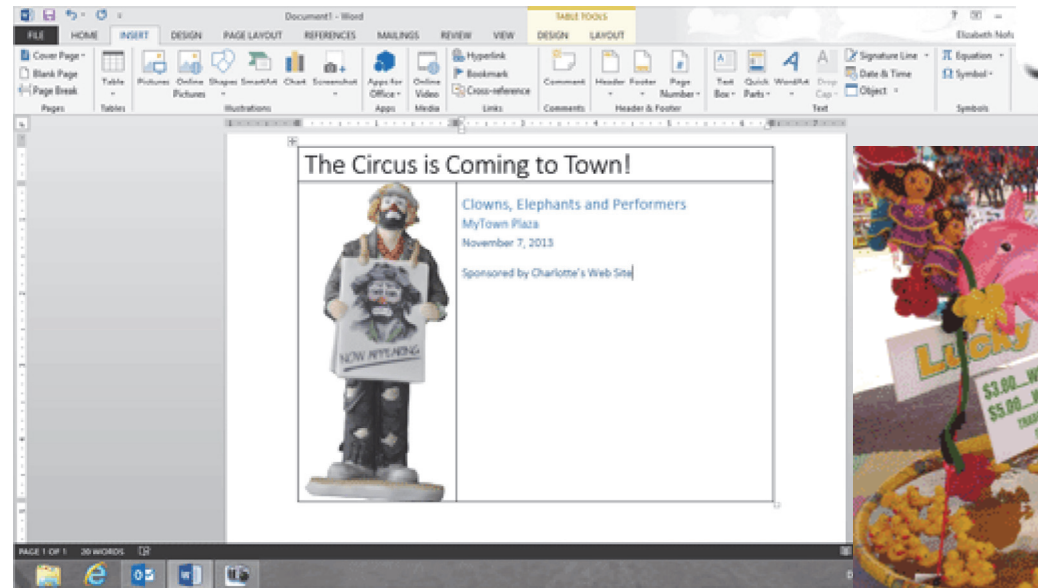 Document1 - Word
TABLE TOOLS
FILE HOME INSERT DESIGN PAGE LAYOUT REFERENCES MAILINGS REVIEW VIEW DESIGN LAYOUT
Cover Page
Blank Page
Page Break
Table
Pictures
Online Pictures
Shapes
SmartArt
Chart
Screenshot
Apps for Office
Online Video
Hyperlink
Bookmark
Cross-reference
Comment
Header
Footer
Page Number
Text Box
Quick Parts
WordArt
Drop Cap
Signature Line
Date & Time
Object
Equation
Symbol
Pages Tables Illustrations Apps Media Links Comments Header & Footer Text Symbols
The Circus is Coming to Town!
Clowns, Elephants and Performers
MyTown Plaza
November 7, 2013
Sponsored by Charlotte's Web Site
NOW APPEARING
Lucky
$3.00
$5.00
PAGE 1 OF 1 20 WORDS